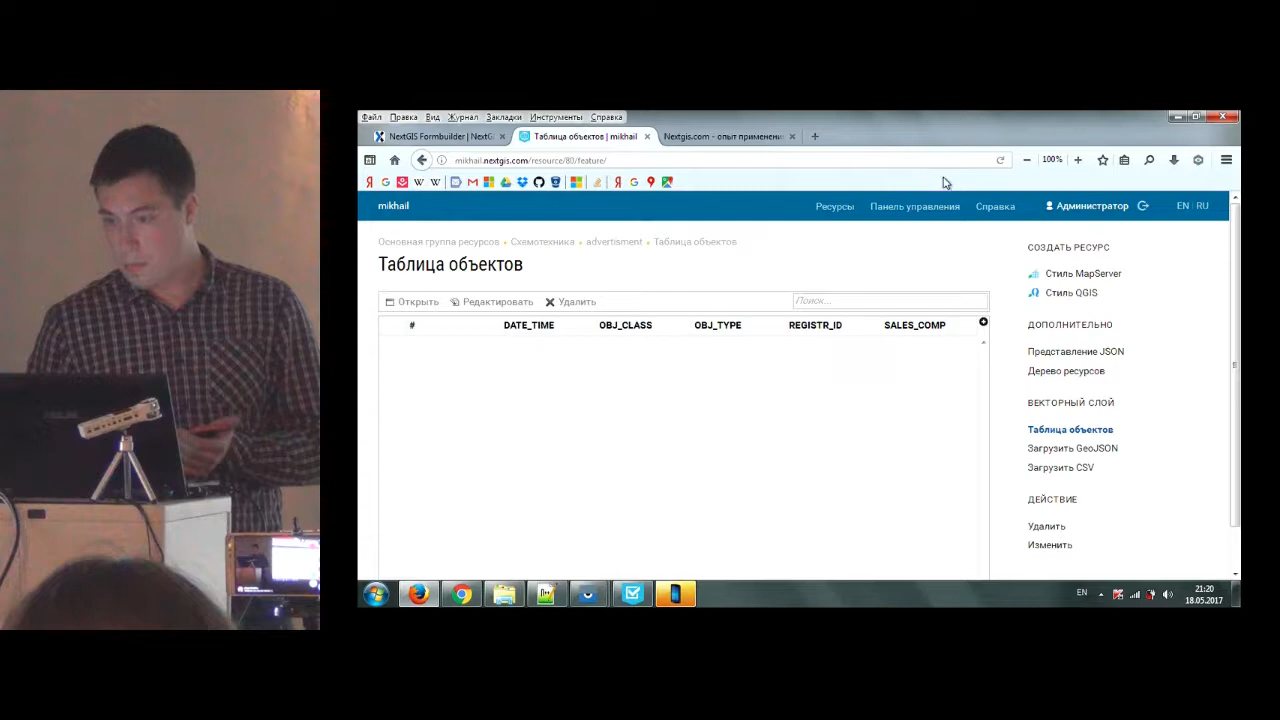 Файл Правка Вид Журнал Закладки Инструменты Справка
NextGIS Formbuilder | NextG
Таблица объектов | mikhail
Nextgis.com - опыт применени
mikhail.nextgis.com/resource/80/feature/
100%
mikhail
Ресурсы
Панель управления
Справка
Администратор
EN RU
Основная группа ресурсов Схемотехника advertisment Таблица объектов
Таблица объектов
Открыть
Редактировать
Удалить
Поиск...
# DATE_TIME OBJ_CLASS OBJ_TYPE REGISTR_ID SALES_COMP
СОЗДАТЬ РЕСУРС
Стиль MapServer
Стиль QGIS
ДОПОЛНИТЕЛЬНО
Представление JSON
Дерево ресурсов
ВЕКТОРНЫЙ СЛОЙ
Таблица объектов
Загрузить GeoJSON
Загрузить CSV
ДЕЙСТВИЕ
Удалить
Изменить
EN
21:20
18.05.2017